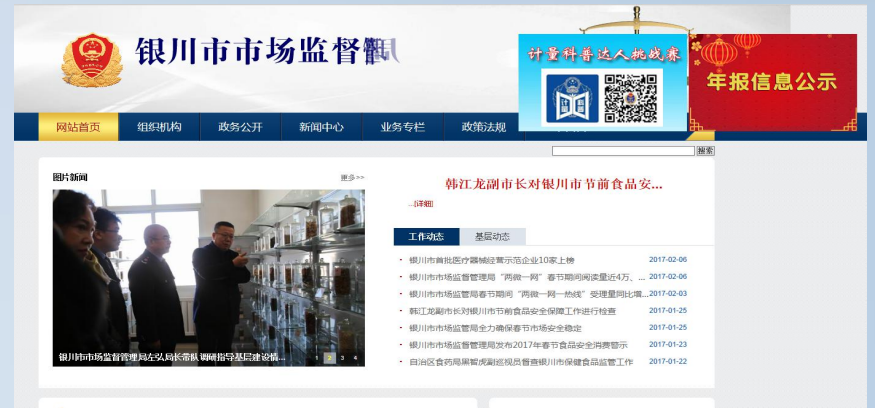 银川市市场监督管
计量科普达人挑战赛
计量
科普
年报信息公示
网站首页 组织机构 政务公开 新闻中心 业务专栏 政策法规
搜索
图片新闻 更多>>
韩江龙副市长对银川市节前食品安...
...[详细]
工作动态 基层动态
银川市首批医疗器械经营示范企业10家上榜 2017-02-06
银川市市场监督管理局“两微一网”春节期间阅读量近4万、... 2017-02-06
银川市市场监管局春节期间“两微一网一热线”受理量同比增... 2017-02-03
韩江龙副市长对银川市节前食品安全保障工作进行检查 2017-01-25
银川市市场监管局全力确保春节市场安全稳定 2017-01-25
银川市市场监督管理局发布2017年春节食品安全消费警示 2017-01-23
自治区食药局黑智虎副巡视员督查银川市保健食品监管工作 2017-01-22
银川市市场监督管理局左弘局长带队调研指导基层建设情... 1 2 3 4